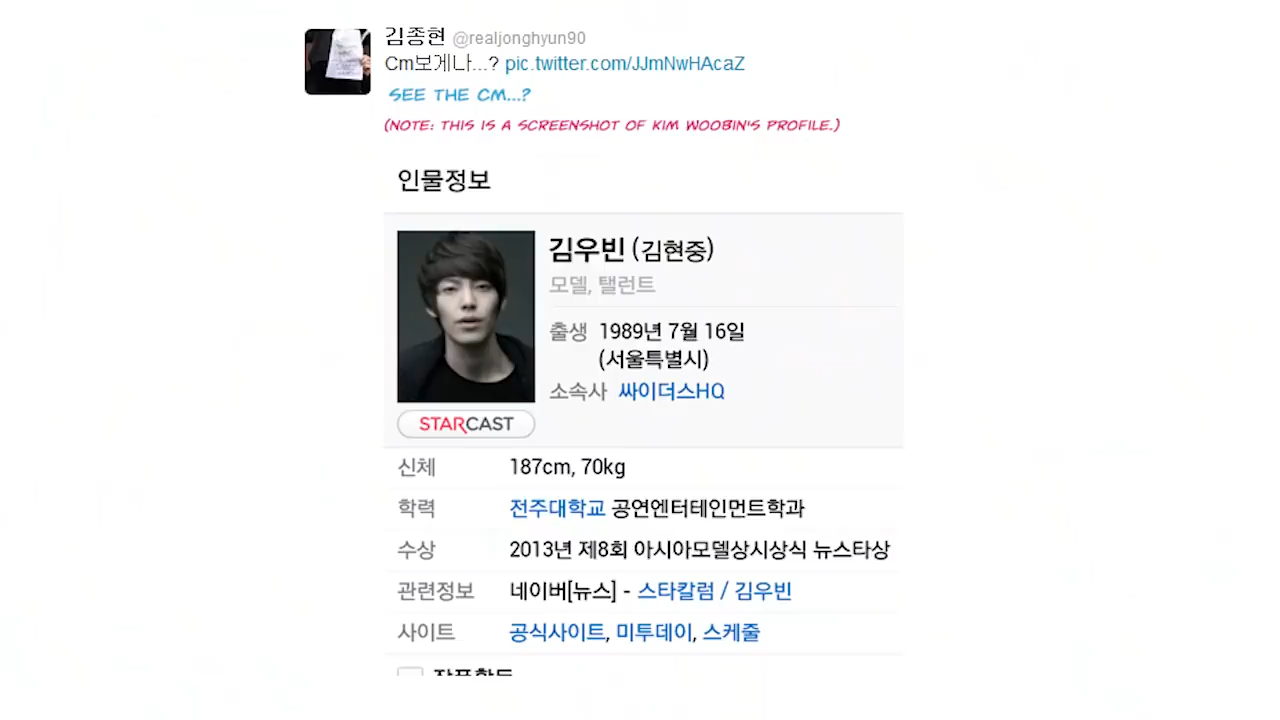 김종현 @realjonghyun90
Cm보게나...? pic.twitter.com/JJmNwHAcaZ
SEE THE CM...?
(NOTE: THIS IS A SCREENSHOT OF KIM WOOBIN'S PROFILE.)
인물정보
김우빈 (김현중)
모델, 탤런트
출생 1989년 7월 16일
(서울특별시)
소속사 싸이더스HQ
STARCAST
신체 187cm, 70kg
학력 전주대학교 공연엔터테인먼트학과
수상 2013년 제8회 아시아모델상시상식 뉴스타상
관련정보 네이버[뉴스] - 스타칼럼 / 김우빈
사이트 공식사이트, 미투데이, 스케줄